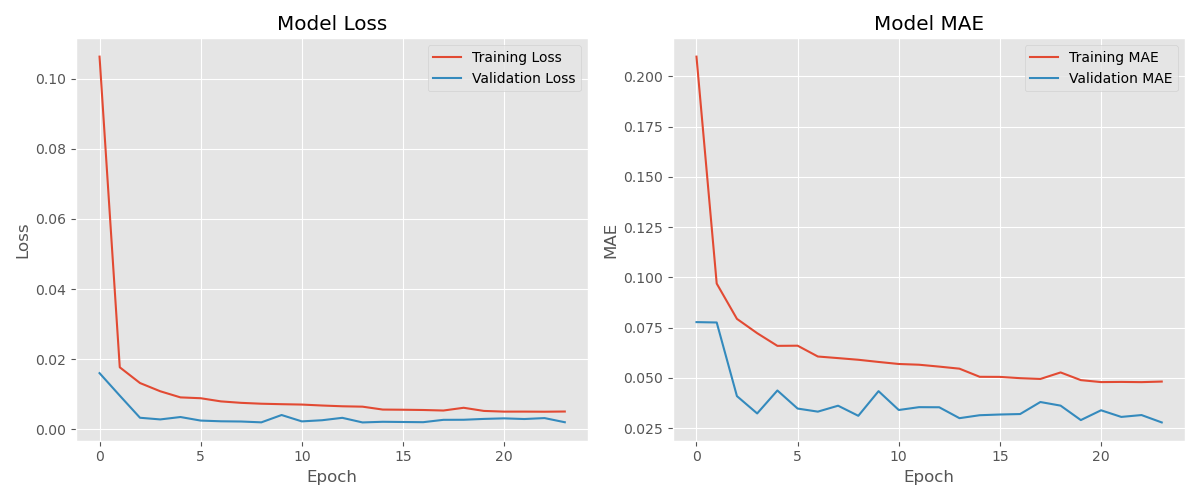 Model Loss
Training Loss
Validation Loss
0.10
0.08
0.06
0.04
0.02
0.00
Loss
0
5
10
15
20
Epoch
Model MAE
Training MAE
Validation MAE
0.200
0.175
0.150
0.125
0.100
0.075
0.050
0.025
MAE
0
5
10
15
20
Epoch